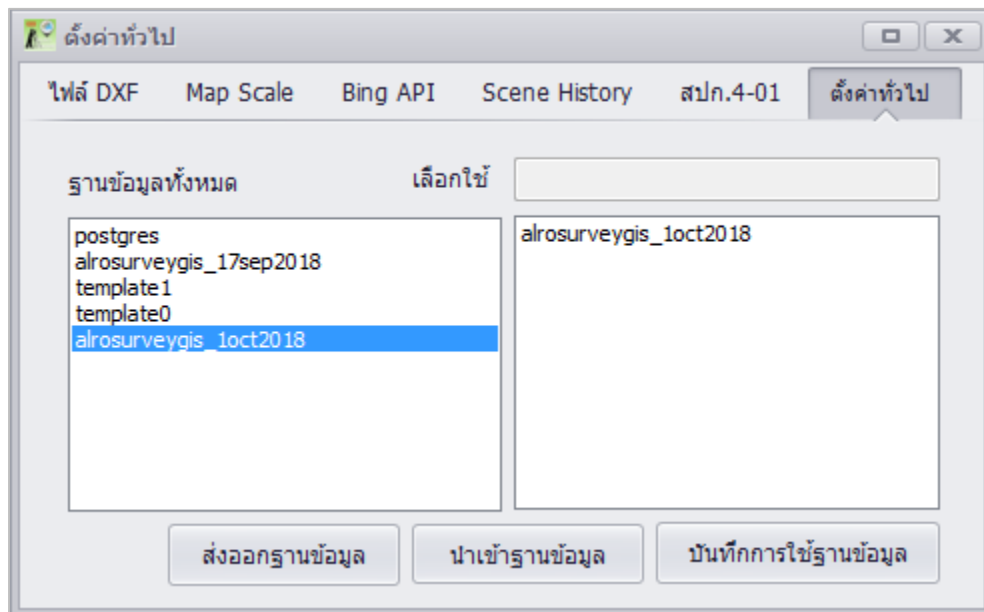 ตั้งค่าทั่วไป
ไฟล์ DXF Map Scale Bing API Scene History สปก.4-01 ตั้งค่าทั่วไป
ฐานข้อมูลทั้งหมด เลือกใช้
postgres
alrosurveygis_17sep2018
template1
template0
alrosurveygis_1oct2018
alrosurveygis_1oct2018
ส่งออกฐานข้อมูล นำเข้าฐานข้อมูล บันทึกการใช้ฐานข้อมูล